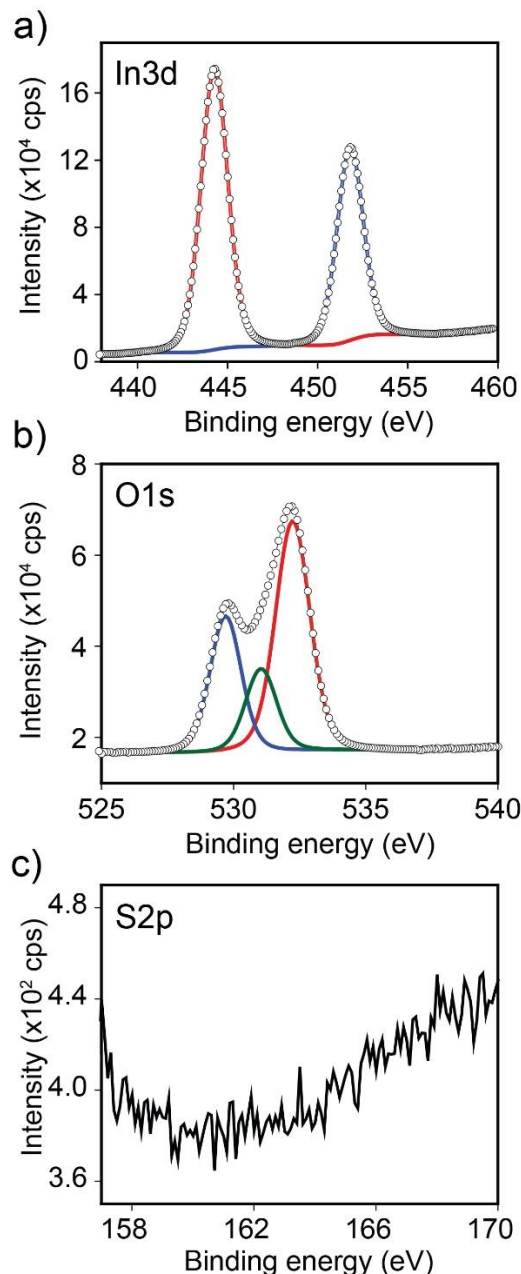 a)
In3d
Intensity (x10⁴ cps)
16
12
8
4
0
440 445 450 455 460
Binding energy (eV)
b)
O1s
Intensity (x10⁴ cps)
8
6
4
2
525 530 535 540
Binding energy (eV)
c)
S2p
Intensity (x10² cps)
4.8
4.4
4.0
3.6
158 162 166 170
Binding energy (eV)